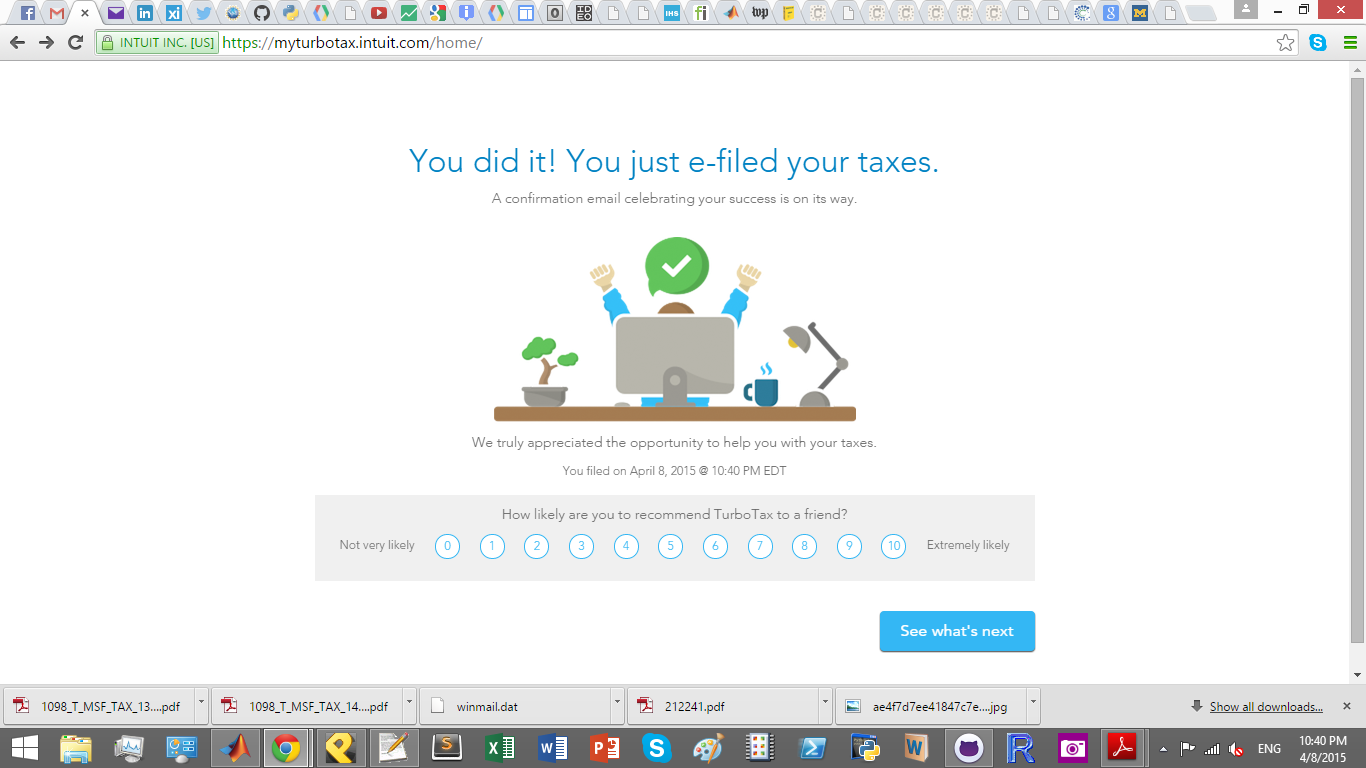 INTUIT INC. [US] https://myturbotax.intuit.com/home/
You did it! You just e-filed your taxes.
A confirmation email celebrating your success is on its way.
We truly appreciated the opportunity to help you with your taxes.
You filed on April 8, 2015 @ 10:40 PM EDT
How likely are you to recommend TurboTax to a friend?
Not very likely 0 1 2 3 4 5 6 7 8 9 10 Extremely likely
See what's next
1098_T_MSF_TAX_13....pdf 1098_T_MSF_TAX_14....pdf winmail.dat 212241.pdf ae4f7d7ee41847c7e....jpg Show all downloads...
ENG 10:40 PM
4/8/2015